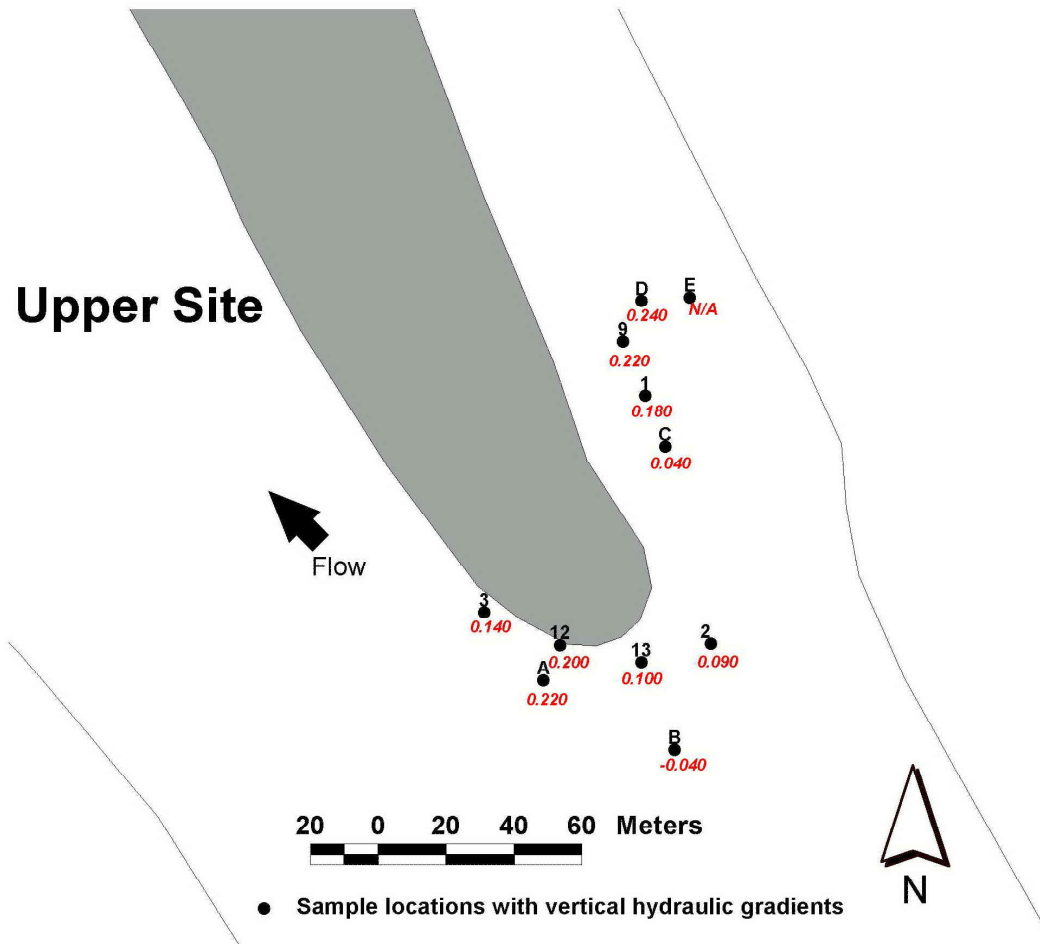 Upper Site
D
E
0.240
N/A
9
0.220
1
0.180
C
0.040
Flow
3
0.140
12
0.200
A
0.220
13
0.100
2
0.090
B
-0.040
20 0 20 40 60 Meters
N
Sample locations with vertical hydraulic gradients